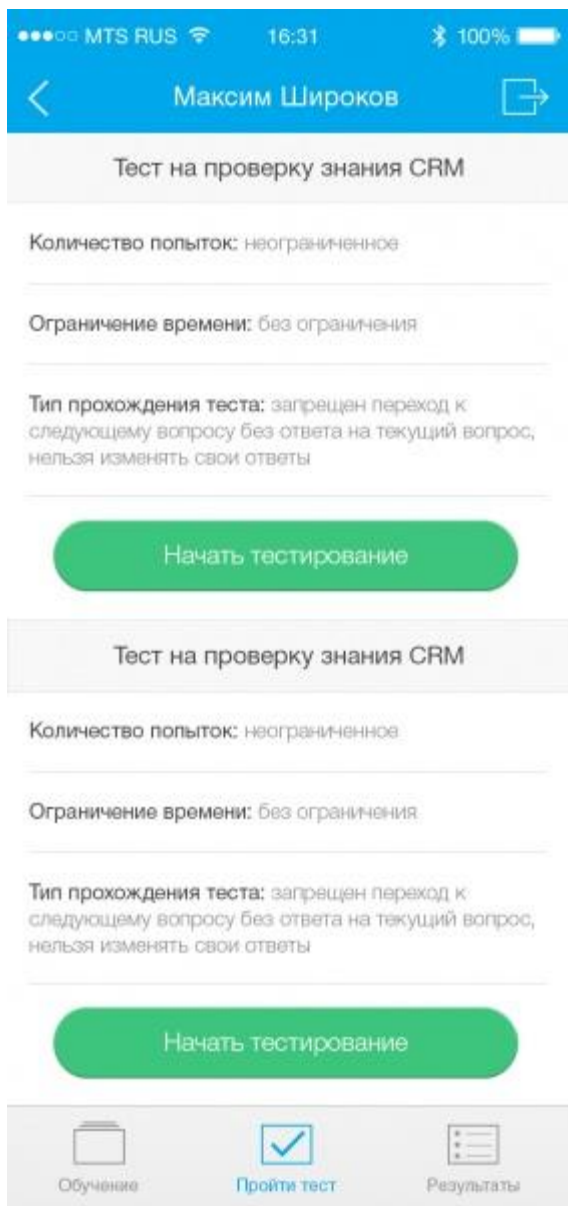 MTS RUS 16:31 100%
Максим Широков
Тест на проверку знания CRM
Количество попыток: неограниченное
Ограничение времени: без ограничения
Тип прохождения теста: запрещен переход к
следующему вопросу без ответа на текущий вопрос,
нельзя изменять свои ответы
Начать тестирование
Тест на проверку знания CRM
Количество попыток: неограниченное
Ограничение времени: без ограничения
Тип прохождения теста: запрещен переход к
следующему вопросу без ответа на текущий вопрос,
нельзя изменять свои ответы
Начать тестирование
Обучение Пройти тест Результаты